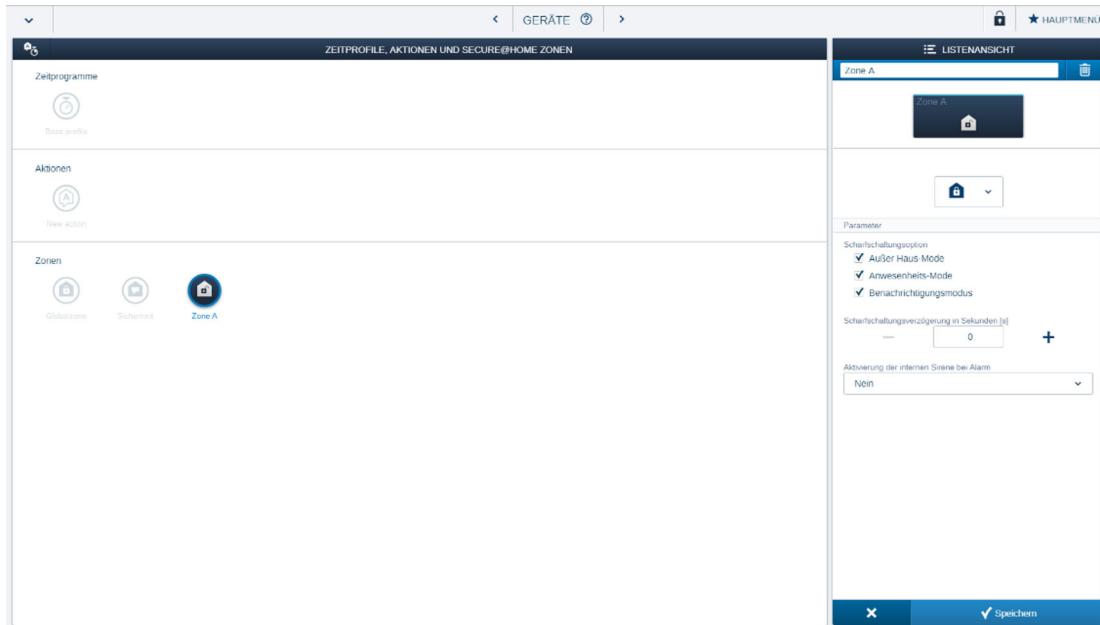 GERÄTE
HAUPTMENU
ZEITPROFILE, AKTIONEN UND SECURE@HOME ZONEN
Zeitprogramme
Base profile
Aktionen
New action
Zonen
Globalzone
Sicherheit
Zone A
LISTENANSICHT
Zone A
Zone A
Parameter
Scharfschaltungsoption
Außer Haus-Mode
Anwesenheits-Mode
Benachrichtigungsmodus
Scharfschaltungsverzögerung in Sekunden [s]
0
Aktivierung der internen Sirene bei Alarm
Nein
Speichern